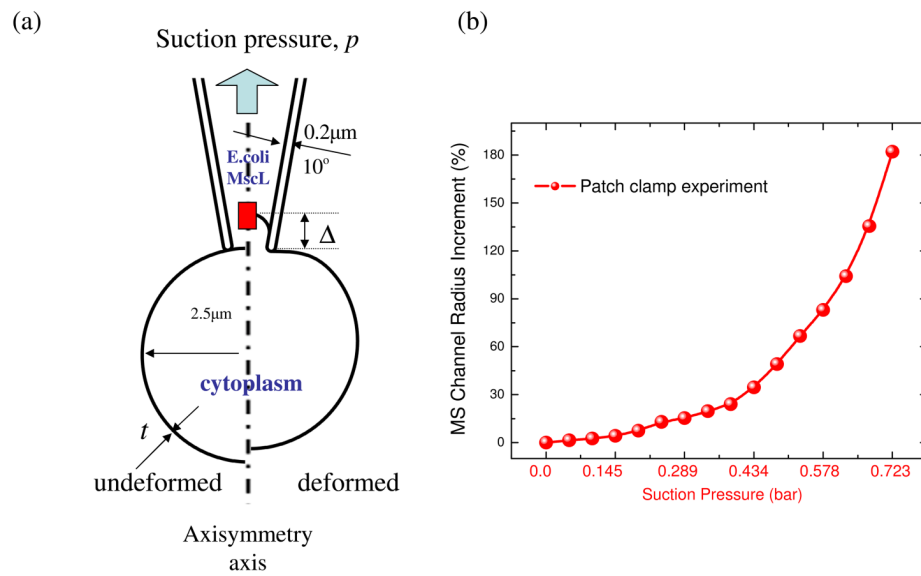 (a)
Suction pressure, p
0.2μm
E.coli
MscL
10°
Δ
2.5μm
cytoplasm
t
undeformed
deformed
Axisymmetry
axis
(b)
MS Channel Radius Increment (%)
180
150
120
90
60
30
0
Patch clamp experiment
0.0 0.145 0.289 0.434 0.578 0.723
Suction Pressure (bar)